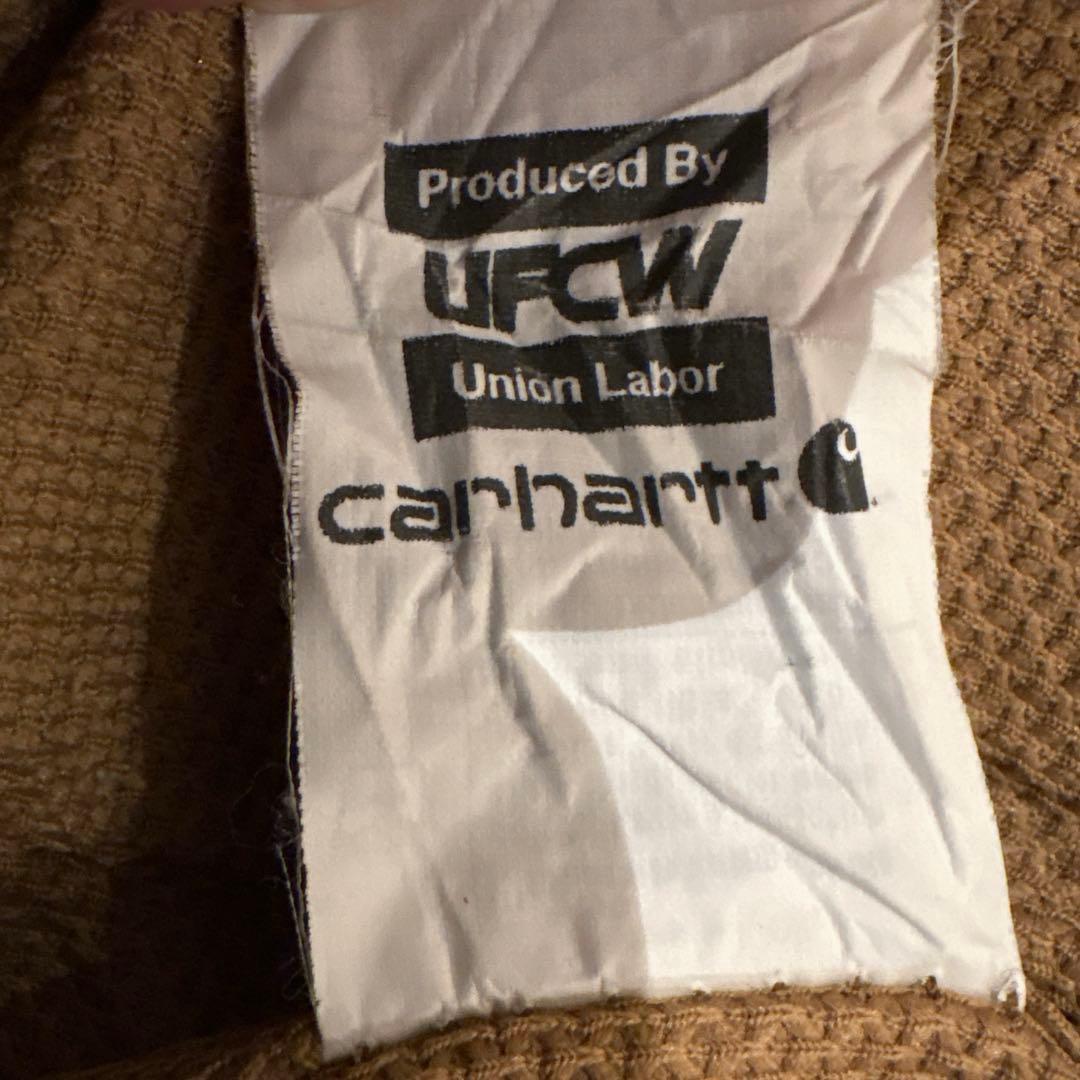 Produced By
UFCW
Union Labor
carhartt